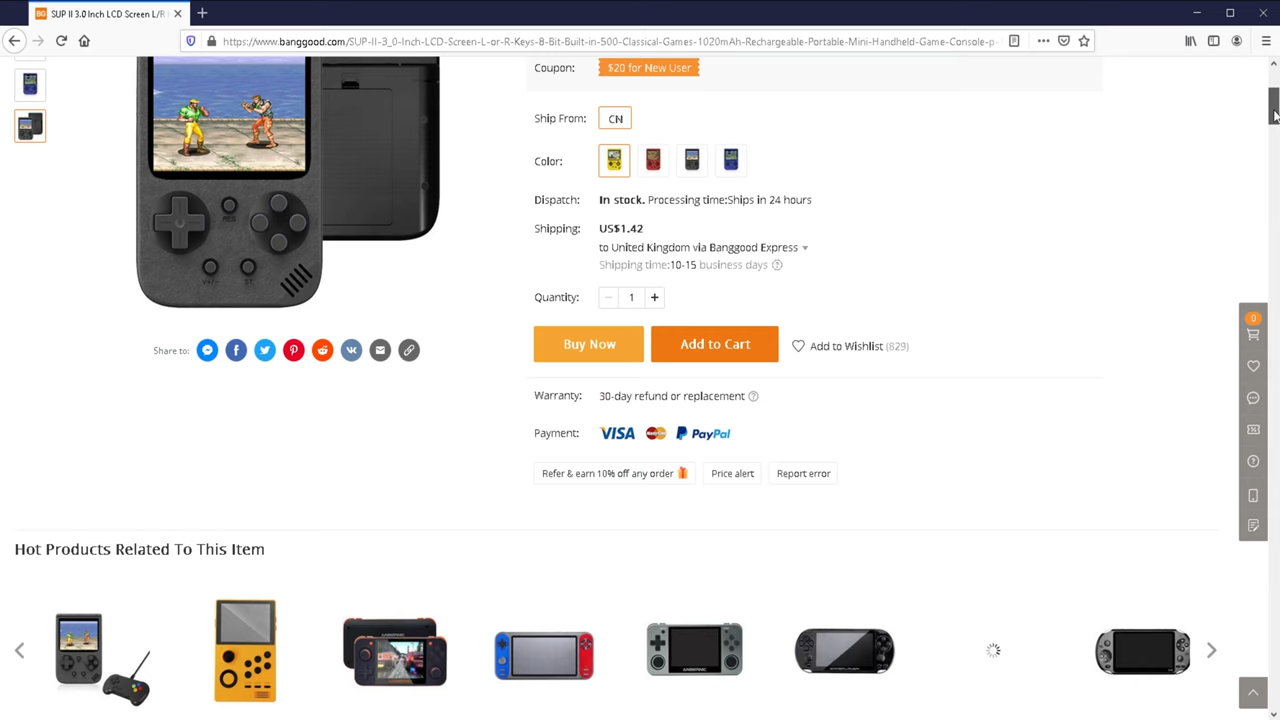 SUP II 3.0 Inch LCD Screen L/R
https://www.banggood.com/SUP-II-3_0-Inch-LCD-Screen-L-or-R-Keys-8-Bit-Built-in-500-Classical-Games-1020mAh-Rechargeable-Portable-Mini-Handheld-Game-Console-p-
Coupon: $20 for New User
Ship From: CN
Color:
Dispatch: In stock. Processing time:Ships in 24 hours
Shipping: US$1.42
to United Kingdom via Banggood Express
Shipping time:10-15 business days
Quantity: 1
Buy Now Add to Cart Add to Wishlist (829)
Share to:
Warranty: 30-day refund or replacement
Payment: VISA PayPal
Refer & earn 10% off any order Price alert Report error
0
Hot Products Related To This Item